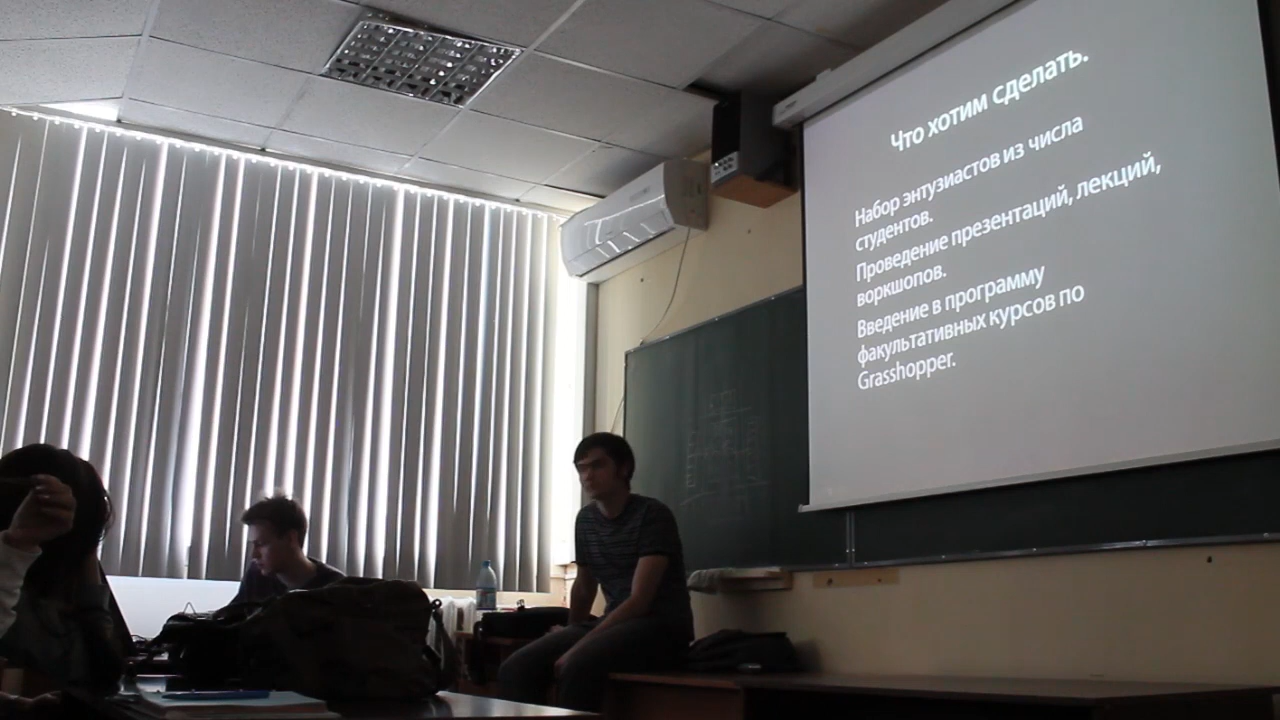 Что хотим сделать.
Набор энтузиастов из числа
студентов.
Проведение презентаций, лекций,
воркшопов.
Введение в программу
факультативных курсов по
Grasshopper.